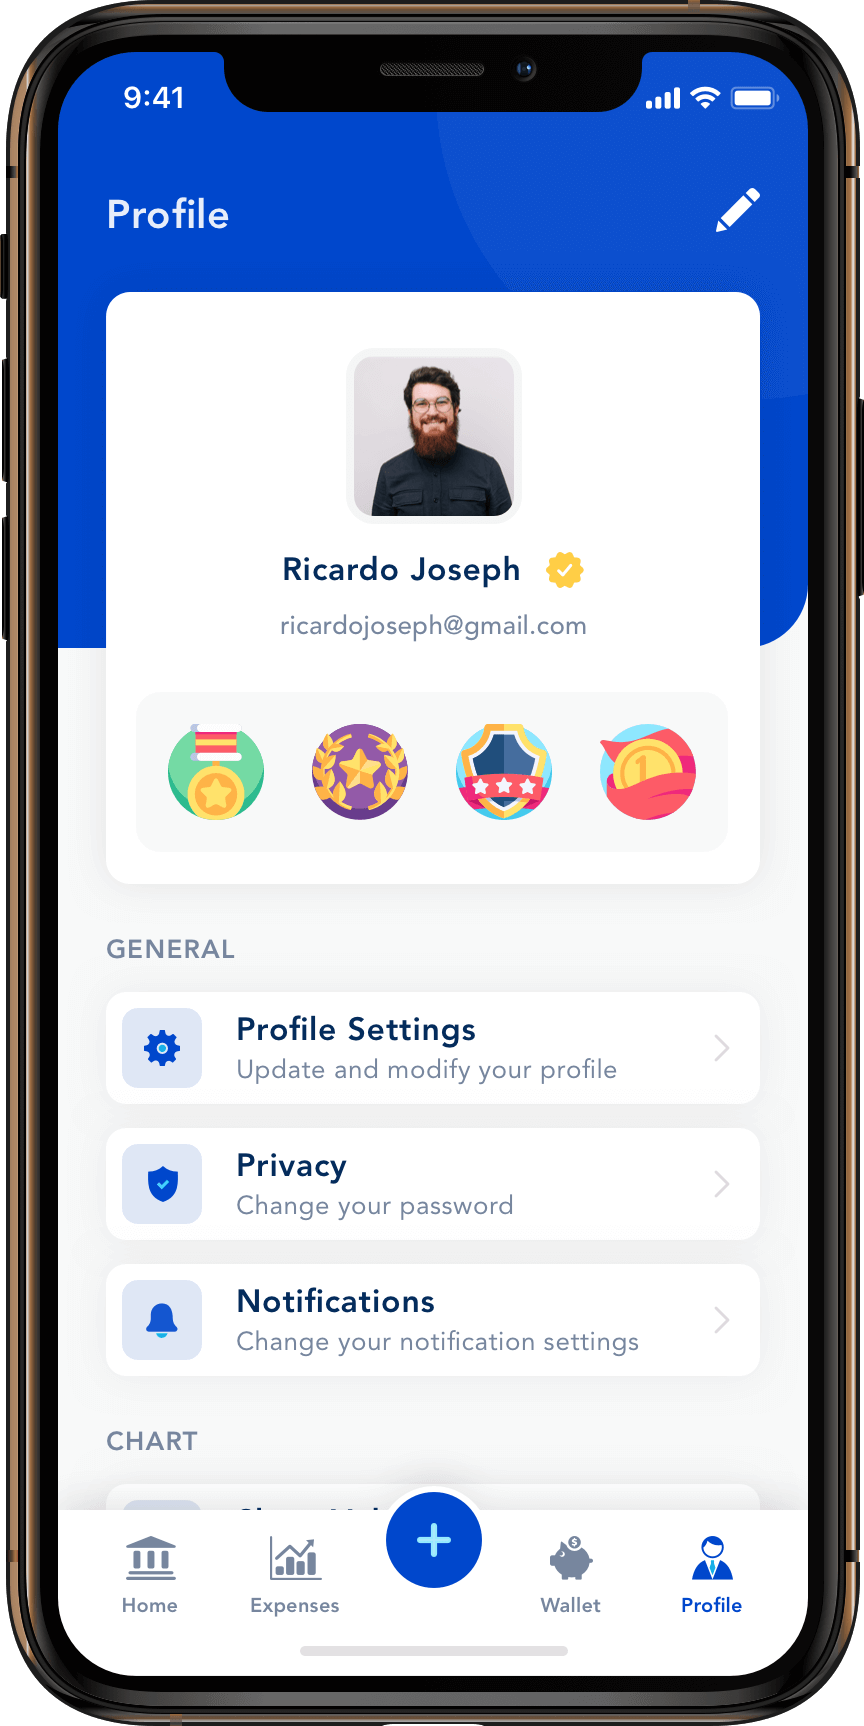 9:41
Profile
Ricardo Joseph
ricardojoseph@gmail.com
1
GENERAL
Profile Settings
Update and modify your profile
Privacy
Change your password
Notifications
Change your notification settings
CHART
$
Home
Expenses
Wallet
Profile